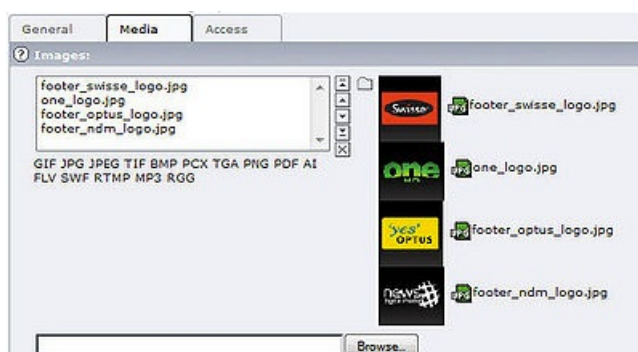 General Media Access
Images:
footer_swisse_logo.jpg
one_logo.jpg
footer_optus_logo.jpg
footer_ndm_logo.jpg
GIF JPG JPEG TIF BMP PCX TGA PNG PDF AI
FLV SWF RTMP MP3 RGG
Swisse
footer_swisse_logo.jpg
one
HD
one_logo.jpg
'yes'
OPTUS
footer_optus_logo.jpg
news
footer_ndm_logo.jpg
Browse...